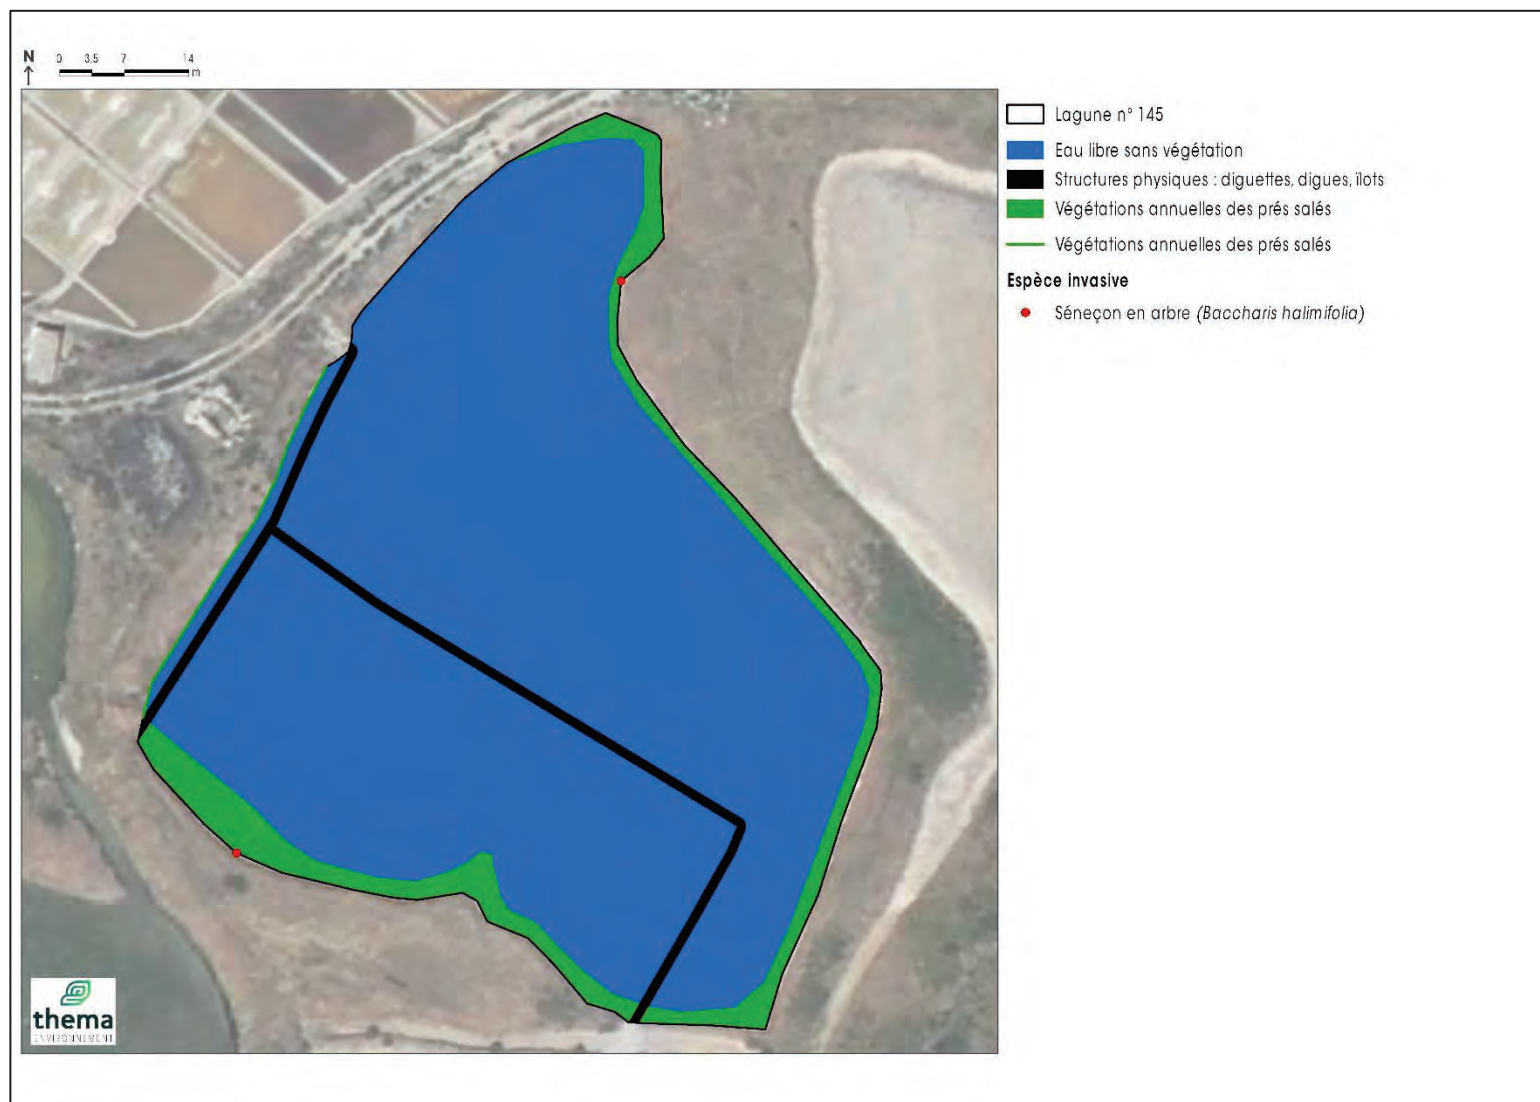 N
0 3,5 7 14
m
Lagune n° 145
Eau libre sans végétation
Structures physiques : diguettes, digues, îlots
Végétations annuelles des prés salés
Végétations annuelles des prés salés
Espèce invasive
Séneçon en arbre (Baccharis halimifolia)
thema
ENVIRONNEMENT